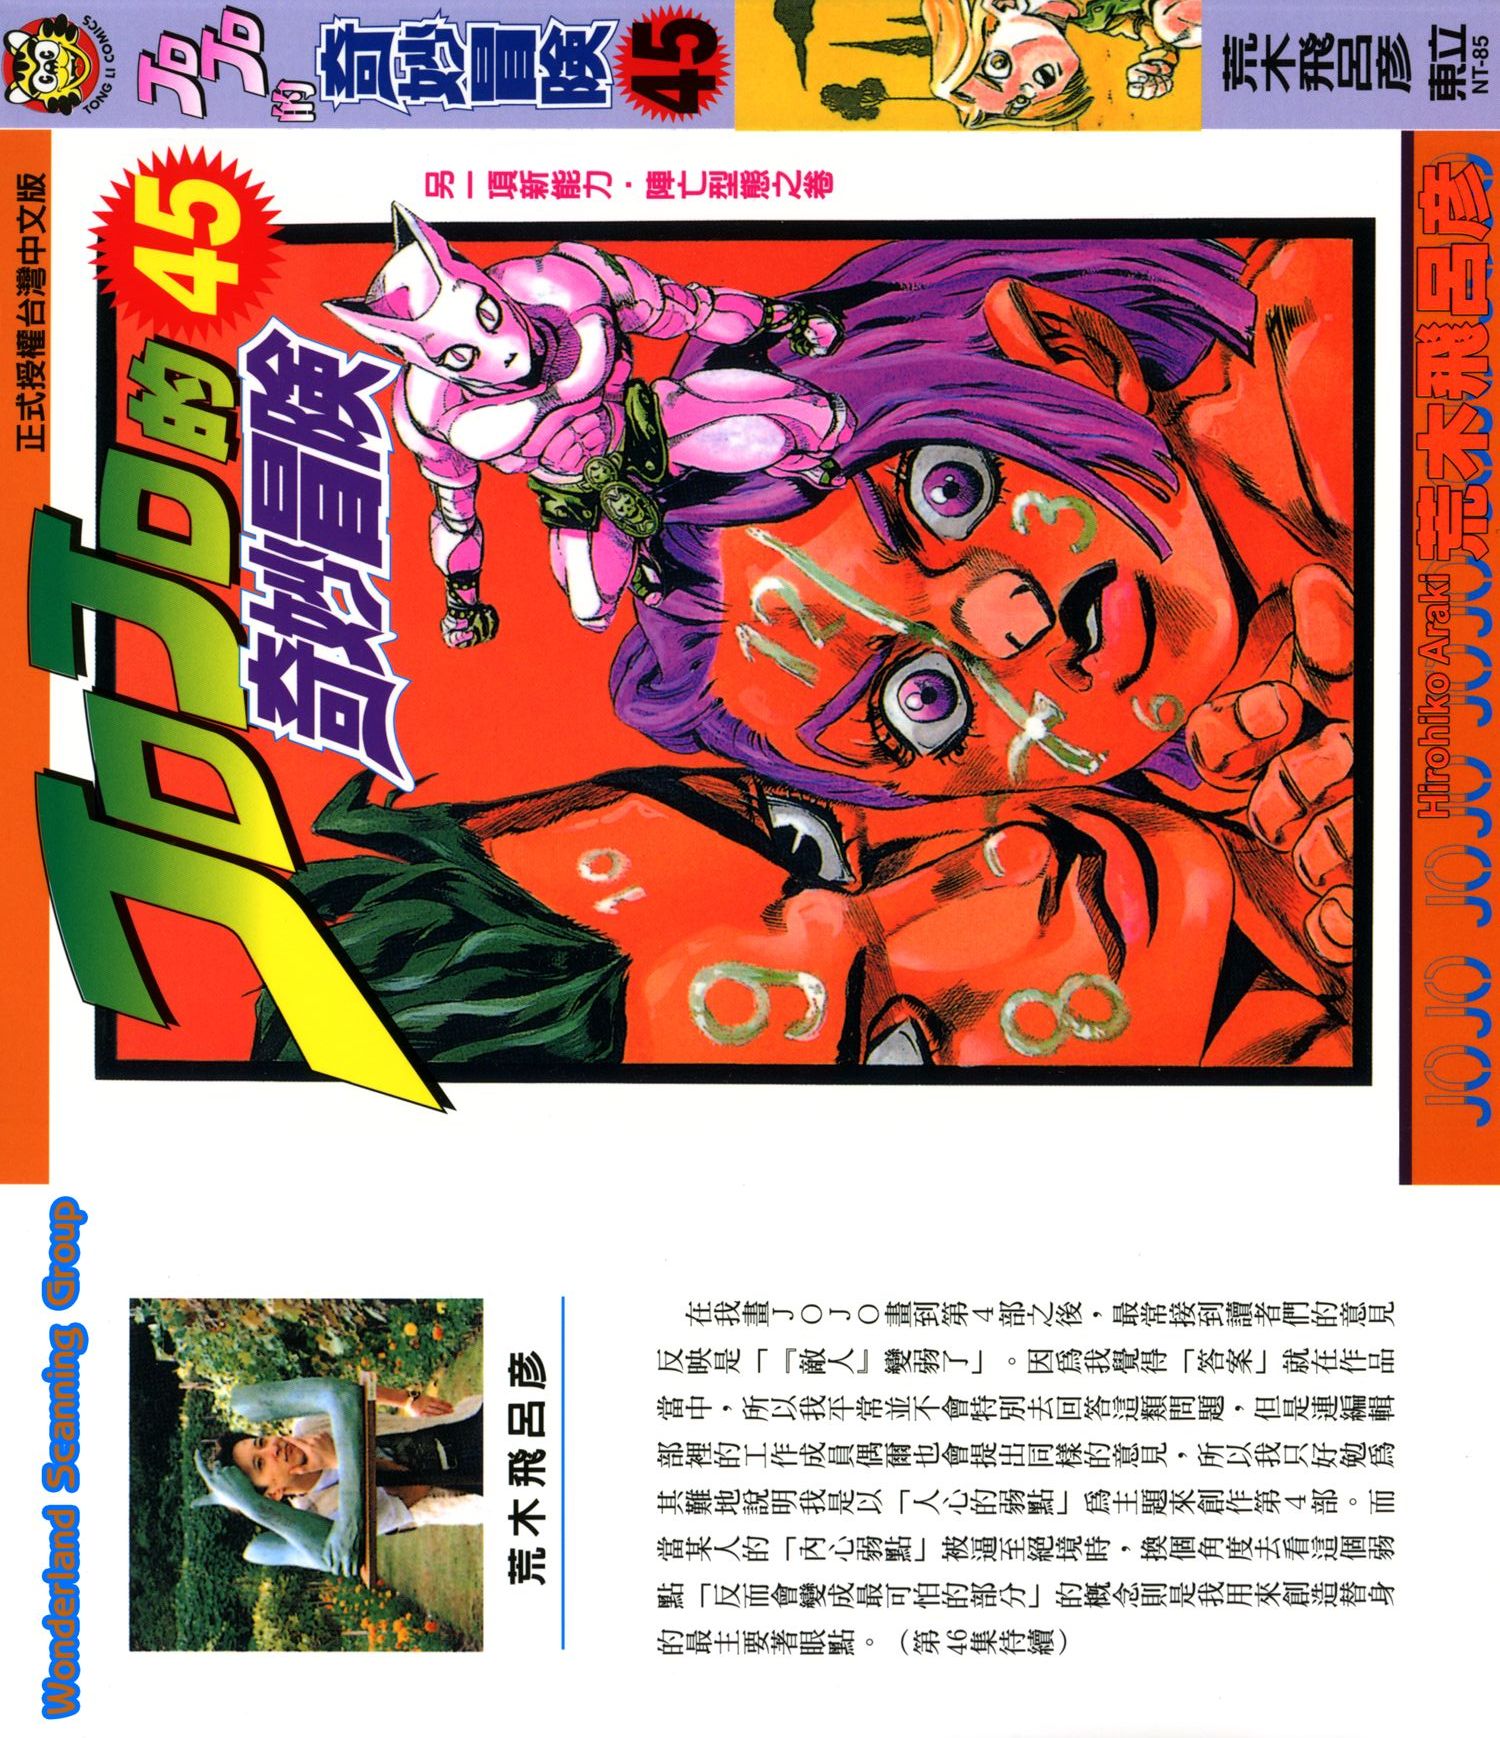 TONG LI COMICS
JOJO的
奇妙冒険
45
荒木飛呂彦
東立
NT-85
正式授權台灣中文版
JOJO的
奇妙冒険
45
另一項新能力・陣亡型態之卷
12
3
6
8
9
10
Hirohiko Araki 荒木飛呂彦
JOJO JOJO JOJO JOJO
Wonderland Scanning Group
荒木飛呂彦
在我畫JOJO畫到第4部之後，最常接到讀者們的意見
反映是「『敵人』變弱了」。因為我覺得「答案」就在作品
當中，所以我平常並不會特別去回答這類問題，但是連編輯
部裡的工作成員偶爾也會提出同樣的意見，所以我只好勉為
其難地說明我是以「人心的弱點」為主題來創作第4部。而
當某人的「內心弱點」被逼至絕境時，換個角度去看這個弱
點「反而會變成最可怕的部分」的概念則是我用來創造替身
的最主要著眼點。（第46集待續）